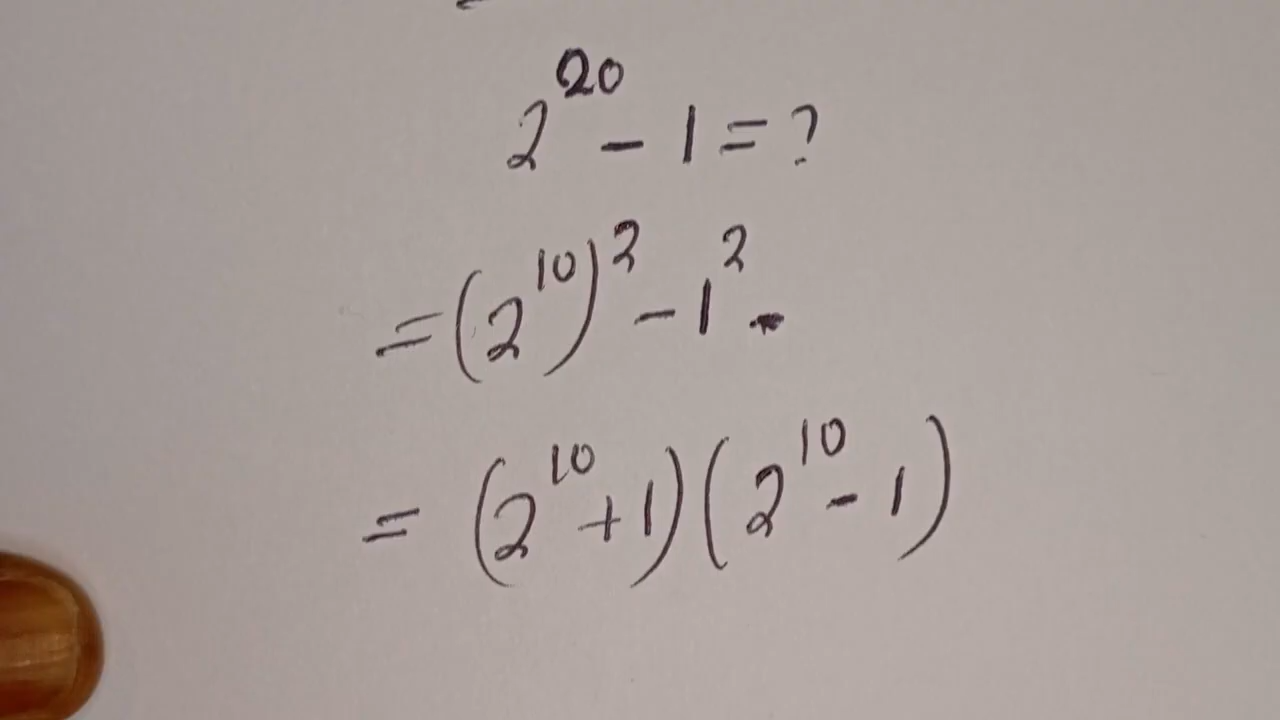 2^20 - 1 = ?
= (2^10)^2 - 1^2
= (2^10 + 1)(2^10 - 1)